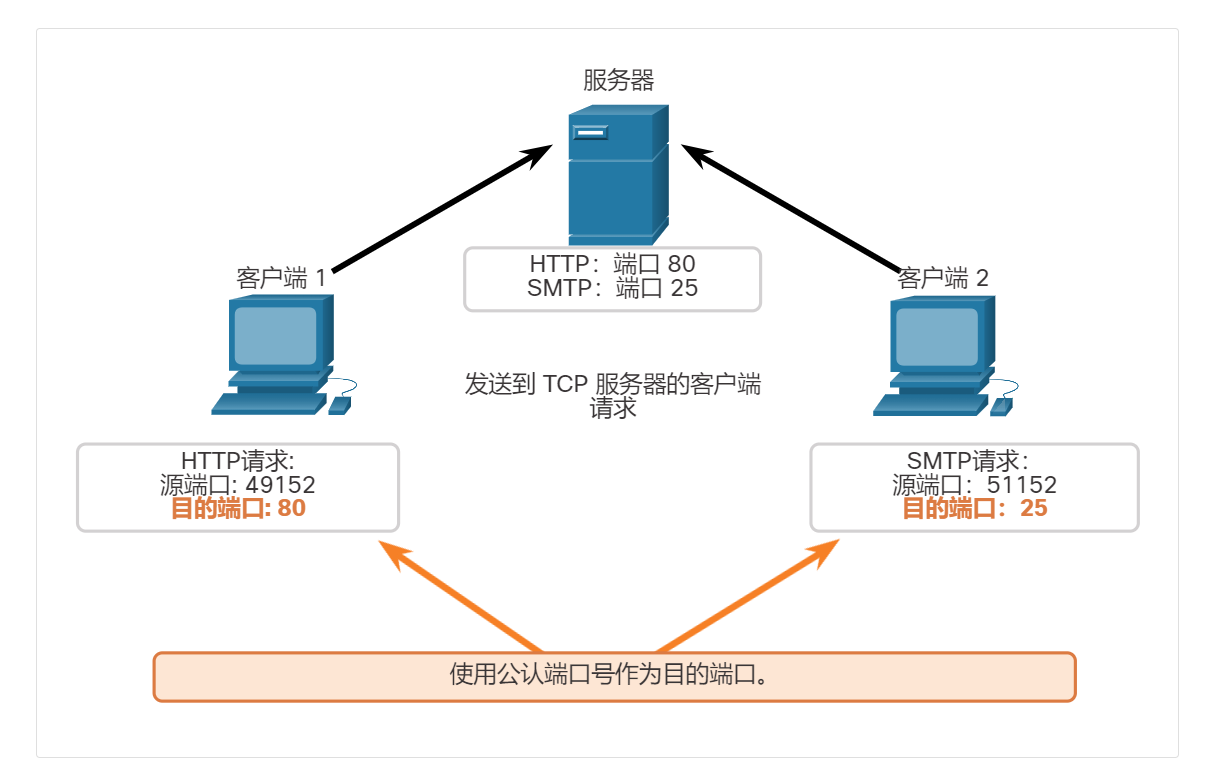 服务器
HTTP：端口 80
SMTP：端口 25
客户端 1
客户端 2
发送到 TCP 服务器的客户端
请求
HTTP请求:
源端口: 49152
目的端口: 80
SMTP请求：
源端口：51152
目的端口：25
使用公认端口号作为目的端口。